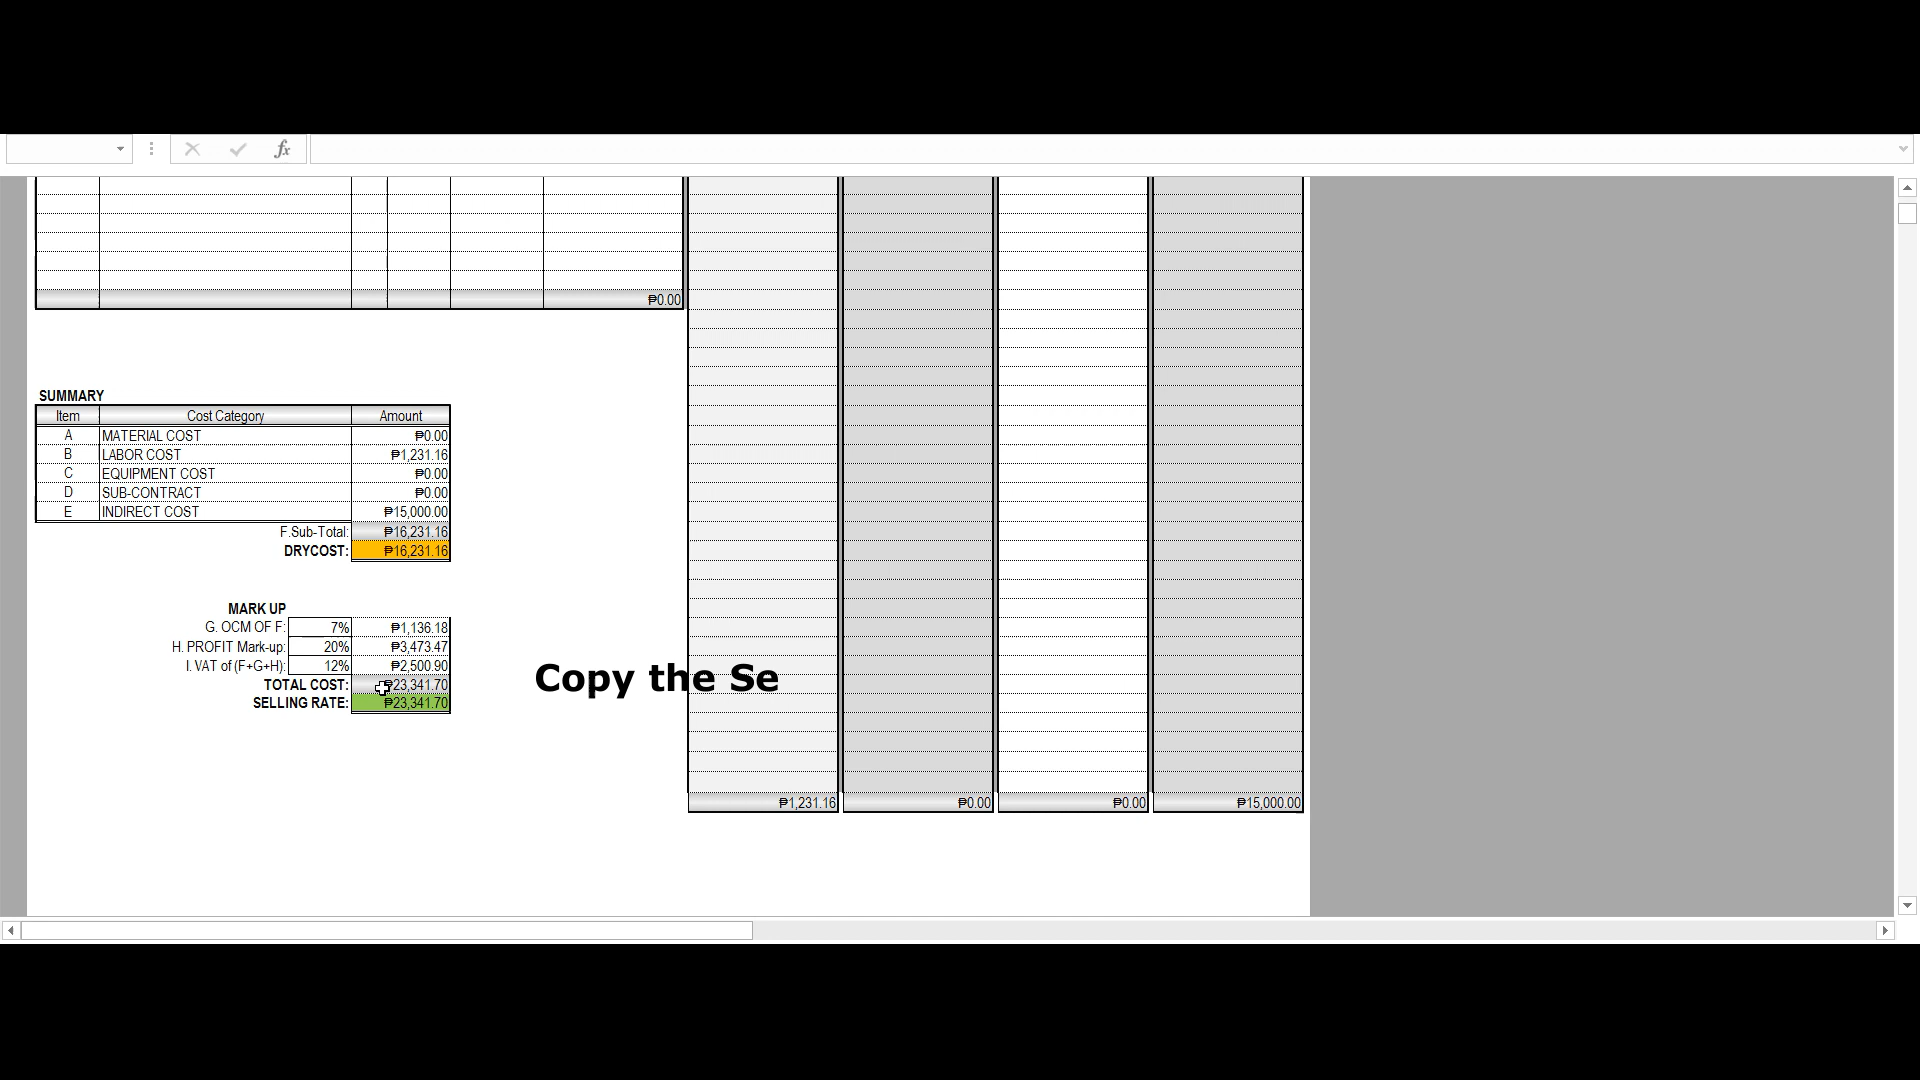 fx
₱0.00
SUMMARY
Item Cost Category Amount
A MATERIAL COST ₱0.00
B LABOR COST ₱1,231.16
C EQUIPMENT COST ₱0.00
D SUB-CONTRACT ₱0.00
E INDIRECT COST ₱15,000.00
F.Sub-Total: ₱16,231.16
DRYCOST: ₱16,231.16
MARK UP
G. OCM OF F: 7% ₱1,136.18
H. PROFIT Mark-up: 20% ₱3,473.47
I. VAT of (F+G+H): 12% ₱2,500.90
TOTAL COST: ₱23,341.70
SELLING RATE: ₱23,341.70
Copy the Se
₱1,231.16 ₱0.00 ₱0.00 ₱15,000.00